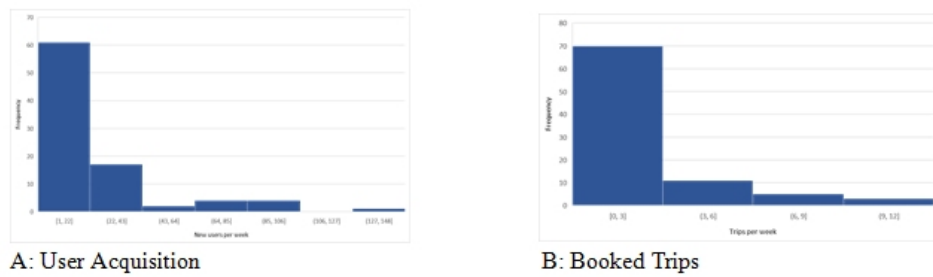 70
60
50
40
30
20
10
0
Frequency
[1, 22] (22, 43] (43, 64] (64, 85] (85, 106] (106, 127] (127, 148]
New users per week
A: User Acquisition
80
70
60
50
40
30
20
10
0
Frequency
[0, 3] (3, 6] (6, 9] (9, 12]
Trips per week
B: Booked Trips